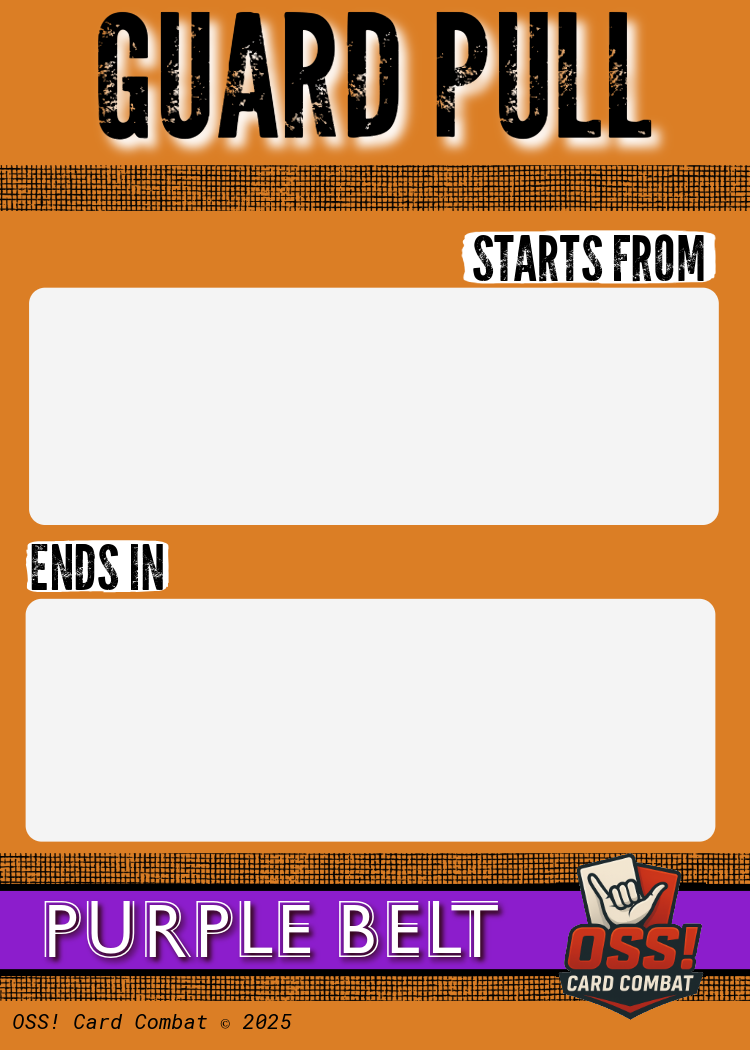 GUARD PULL
STARTS FROM
ENDS IN
PURPLE BELT
OSS!
CARD COMBAT
OSS! Card Combat © 2025